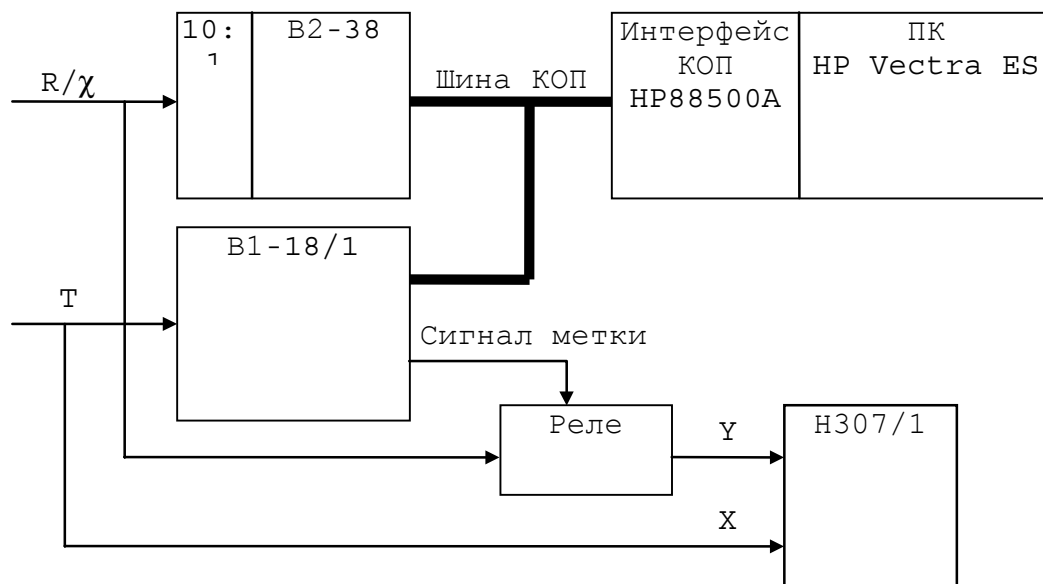 10:
1
В2-38
Интерфейс
КОП
HP88500A
ПК
HP Vectra ES
R/χ
Шина КОП
В1-18/1
T
Сигнал метки
Реле
Y
Н307/1
X